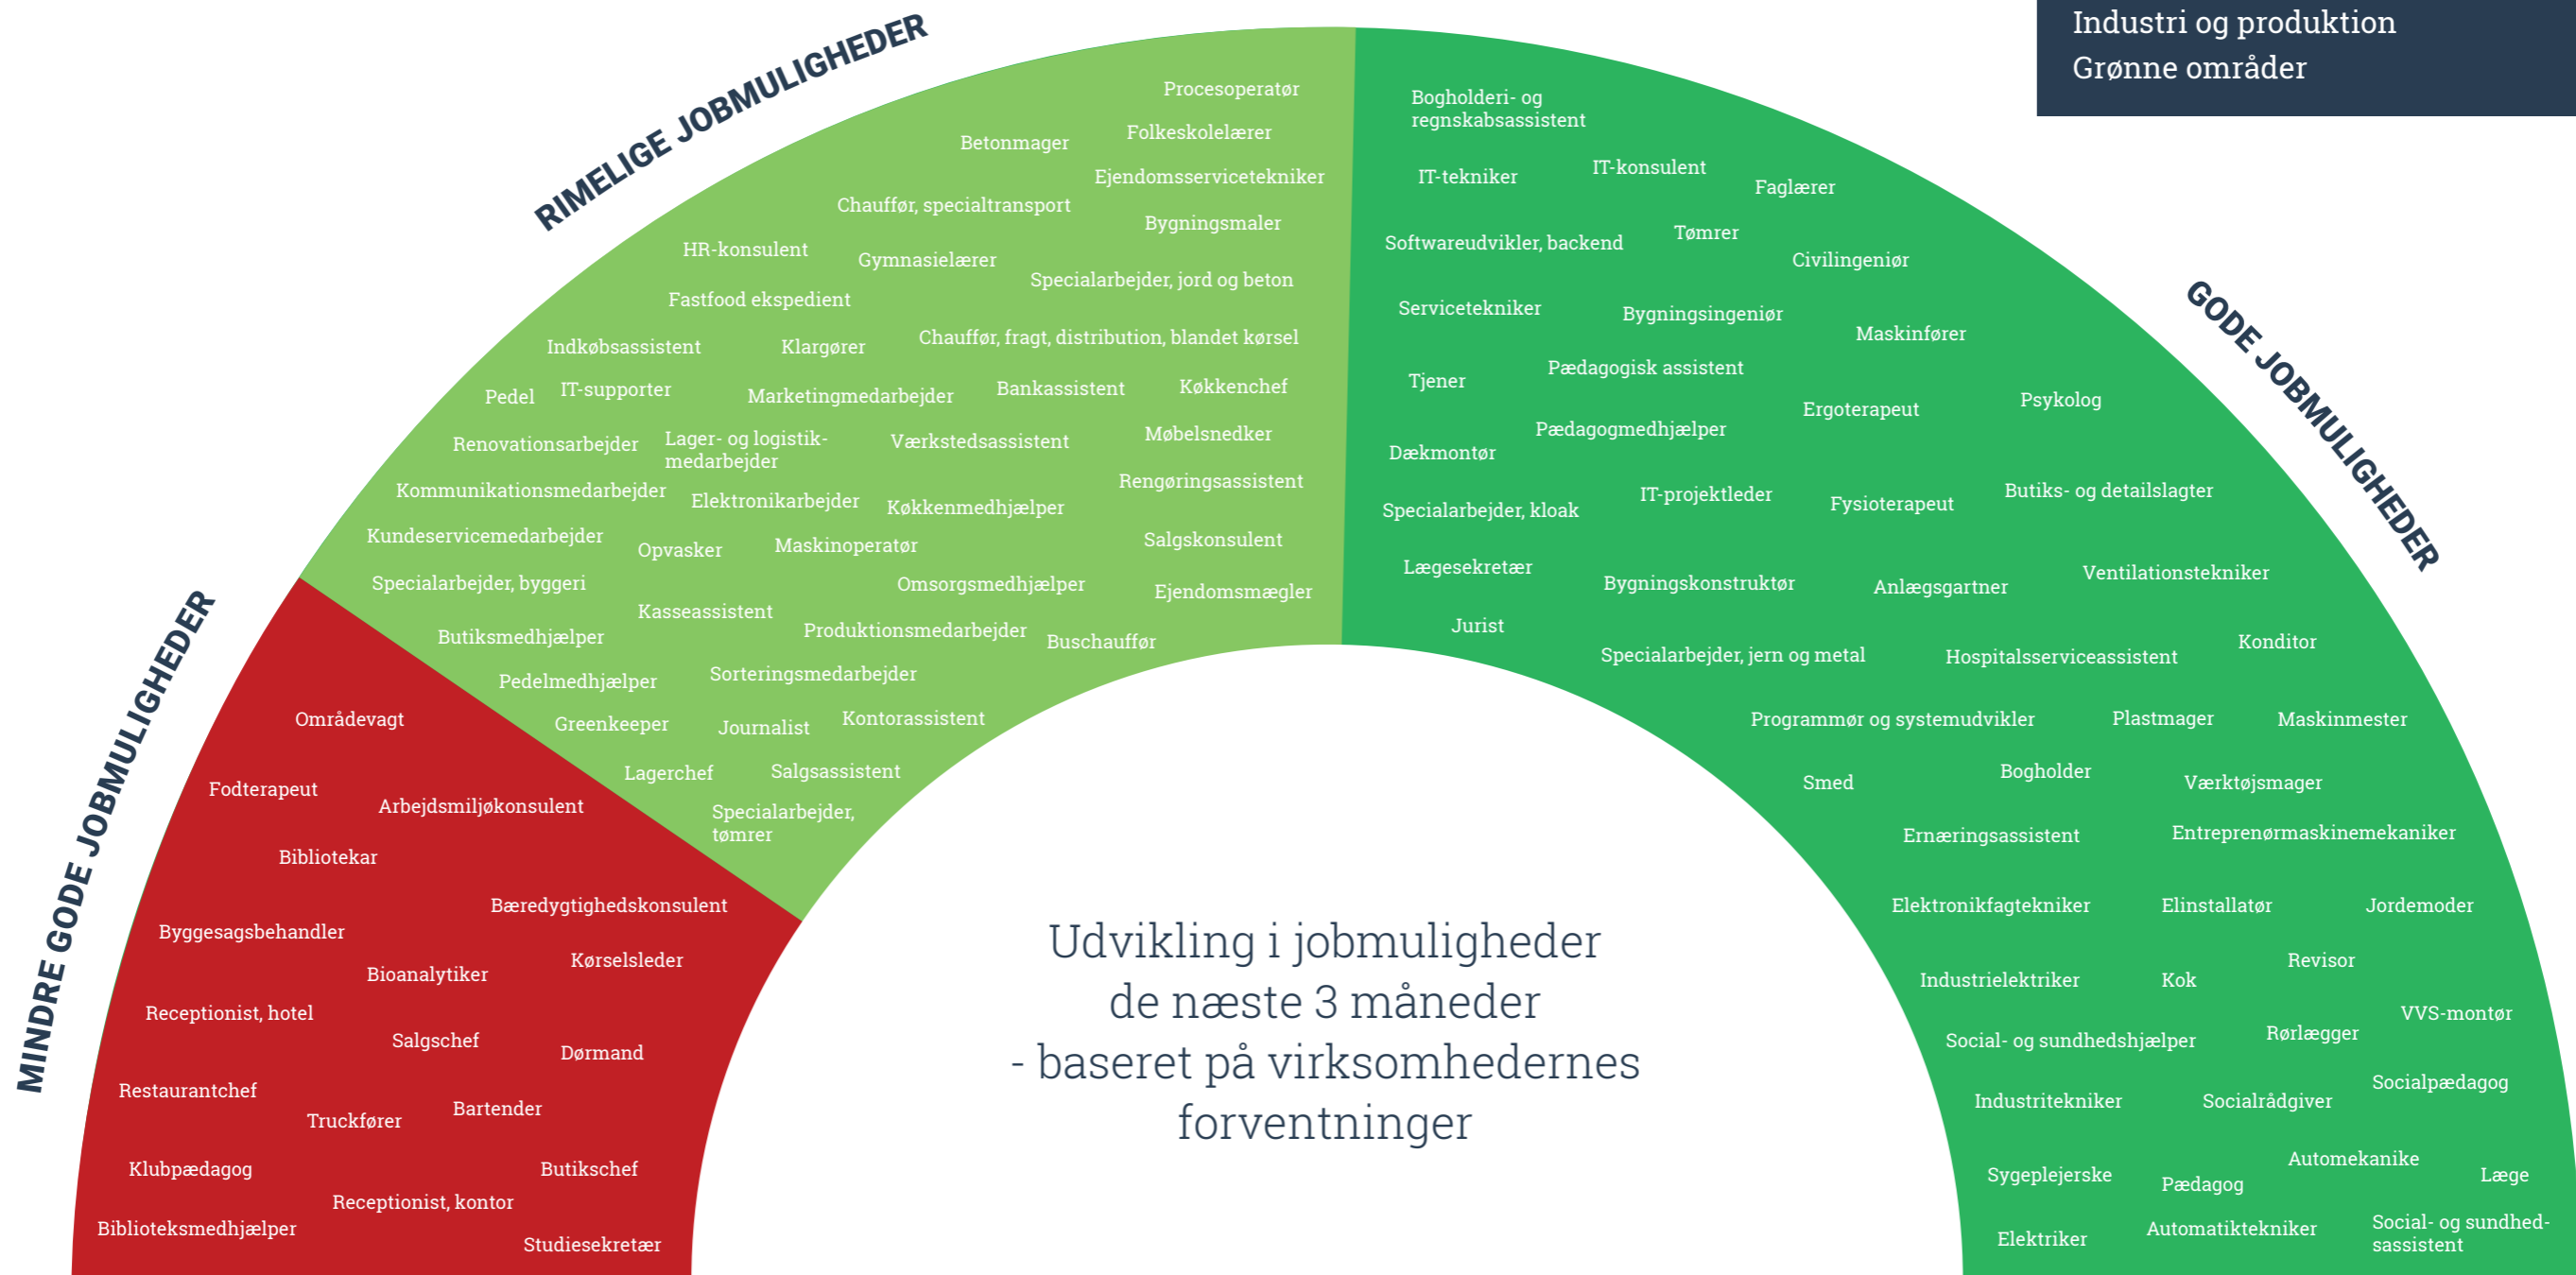 Industri og produktion
Grønne områder
RIMELIGE JOBMULIGHEDER
Procesoperatør
Folkeskolelærer
Betonmager
Ejendomsservicetekniker
Chauffør, specialtransport
Bygningsmaler
HR-konsulent
Gymnasielærer
Specialarbejder, jord og beton
Fastfood ekspedient
Chauffør, fragt, distribution, blandet kørsel
Indkøbsassistent
Klargører
Pedel
IT-supporter
Marketingmedarbejder
Bankassistent
Køkkenchef
Renovationsarbejder
Lager- og logistik-
medarbejder
Værkstedsassistent
Møbelsnedker
Rengøringsassistent
Kommunikationsmedarbejder
Elektronikarbejder
Køkkenmedhjælper
Kundeservicemedarbejder
Opvasker
Maskinoperatør
Salgskonsulent
Specialarbejder, byggeri
Omsorgsmedhjælper
Ejendomsmægler
Kasseassistent
Butiksmedhjælper
Produktionsmedarbejder
Buschauffør
Pedelmedhjælper
Sorteringsmedarbejder
Greenkeeper
Journalist
Kontorassistent
Lagerchef
Salgsassistent
Specialarbejder,
tømrer
GODE JOBMULIGHEDER
Bogholderi- og
regnskabsassistent
IT-tekniker
IT-konsulent
Faglærer
Softwareudvikler, backend
Tømrer
Civilingeniør
Servicetekniker
Bygningsingeniør
Maskinfører
Tjener
Pædagogisk assistent
Ergoterapeut
Psykolog
Pædagogmedhjælper
Dækmontør
IT-projektleder
Fysioterapeut
Butiks- og detailslagter
Specialarbejder, kloak
Lægesekretær
Bygningskonstruktør
Anlægsgartner
Ventilationstekniker
Jurist
Specialarbejder, jern og metal
Hospitalsserviceassistent
Konditor
Programmør og systemudvikler
Plastmager
Maskinmester
Smed
Bogholder
Værktøjsmager
Ernæringsassistent
Entreprenørmaskinemekaniker
Elektronikfagtekniker
Elinstallatør
Jordemoder
Industrielektriker
Kok
Revisor
VVS-montør
Social- og sundhedshjælper
Rørlægger
Socialpædagog
Industritekniker
Socialrådgiver
Automekanike
Sygeplejerske
Pædagog
Læge
Elektriker
Automatiktekniker
Social- og sundhed-
sassistent
MINDRE GODE JOBMULIGHEDER
Områdevagt
Fodterapeut
Arbejdsmiljøkonsulent
Bibliotekar
Bæredygtighedskonsulent
Byggesagsbehandler
Kørselsleder
Bioanalytiker
Receptionist, hotel
Salgschef
Dørmand
Restaurantchef
Bartender
Truckfører
Klubpædagog
Butikschef
Receptionist, kontor
Biblioteksmedhjælper
Studiesekretær
Udvikling i jobmuligheder
de næste 3 måneder
- baseret på virksomhedernes
forventninger